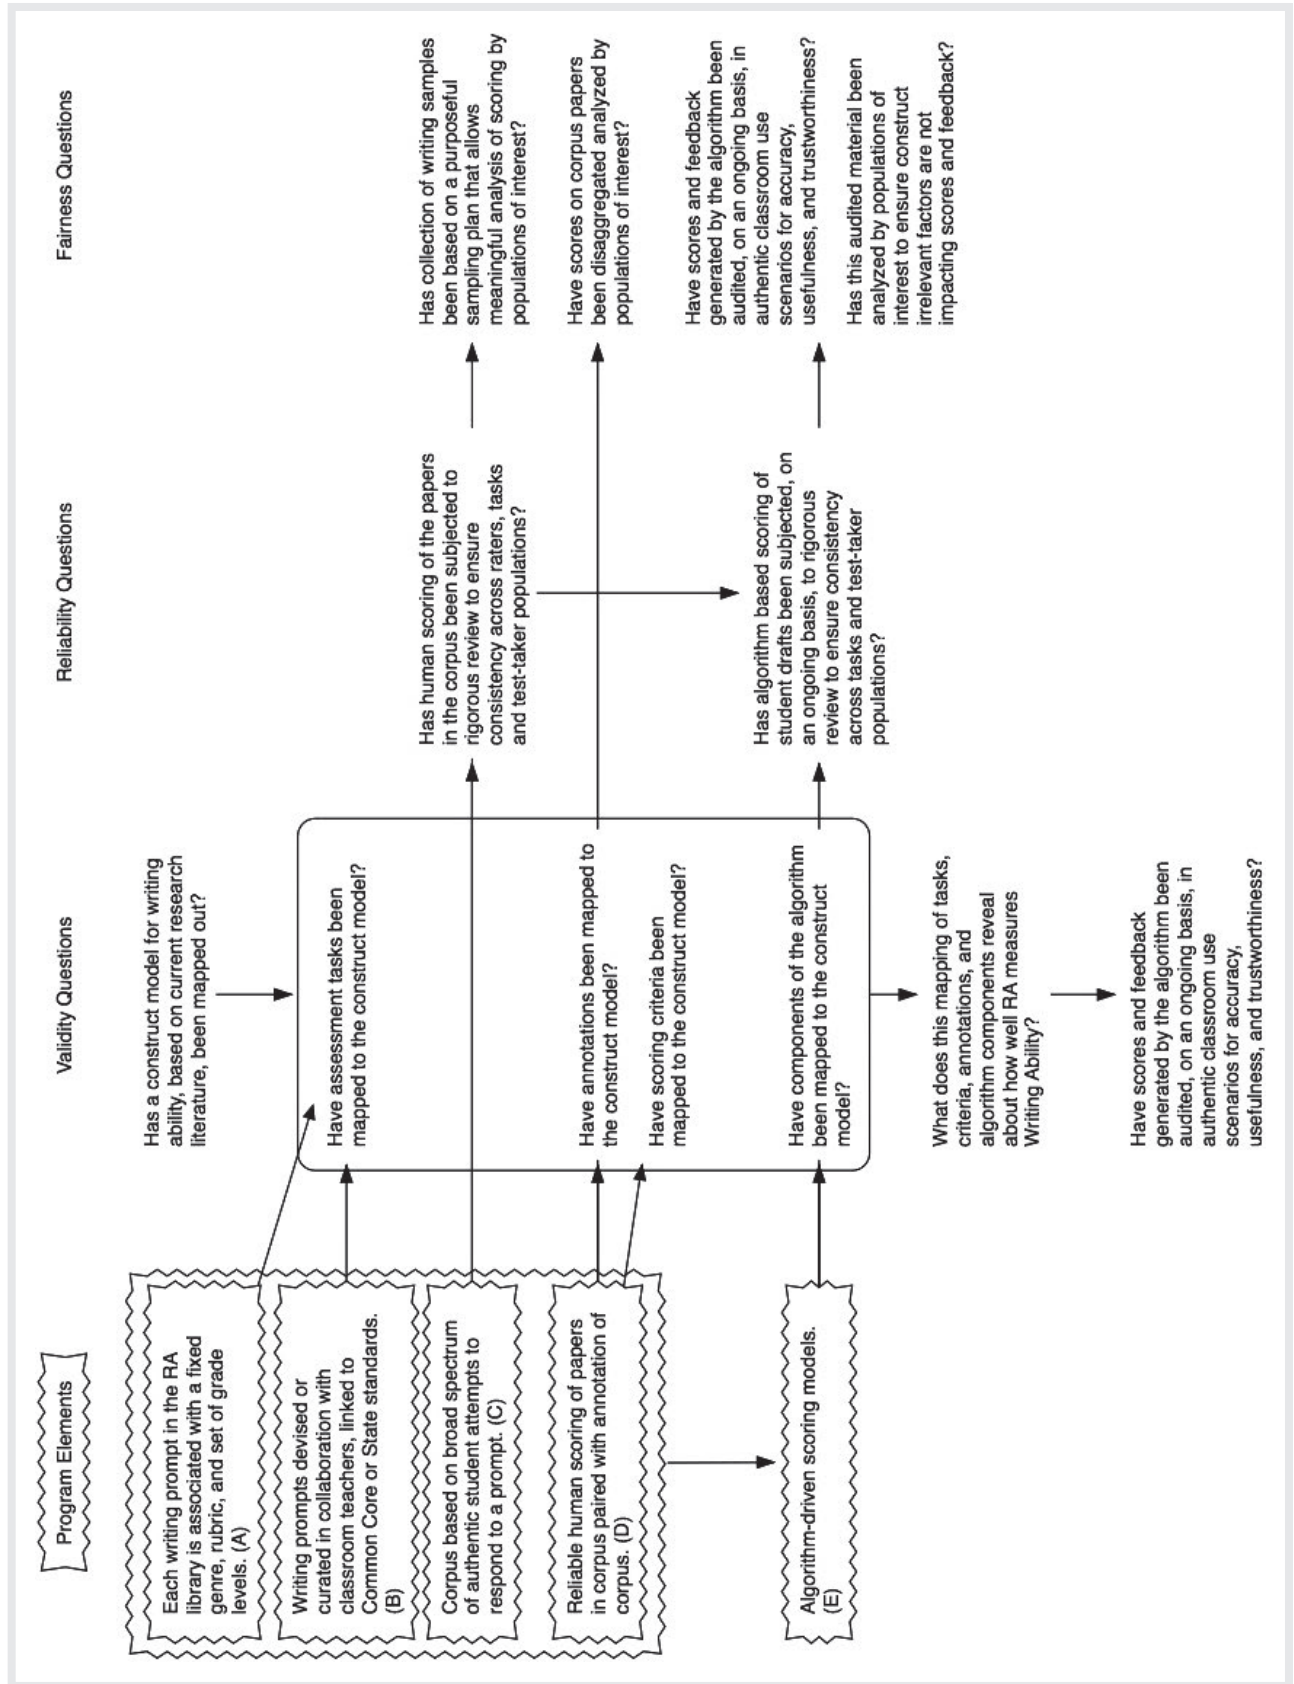 Program Elements
Validity Questions
Reliability Questions
Fairness Questions
Each writing prompt in the RA
library is associated with a fixed
genre, rubric, and set of grade
levels. (A)
Writing prompts devised or
curated in collaboration with
classroom teachers, linked to
Common Core or State standards.
(B)
Corpus based on broad spectrum
of authentic student attempts to
respond to a prompt. (C)
Reliable human scoring of papers
in corpus paired with annotation of
corpus. (D)
Algorithm-driven scoring models.
(E)
Has a construct model for writing
ability, based on current research
literature, been mapped out?
Have assessment tasks been
mapped to the construct model?
Have annotations been mapped to
the construct model?
Have scoring criteria been
mapped to the construct model?
Have components of the algorithm
been mapped to the construct
model?
What does this mapping of tasks,
criteria, annotations, and
algorithm components reveal
about how well RA measures
Writing Ability?
Have scores and feedback
generated by the algorithm been
audited, on an ongoing basis, in
authentic classroom use
scenarios for accuracy,
usefulness, and trustworthiness?
Has human scoring of the papers
in the corpus been subjected to
rigorous review to ensure
consistency across raters, tasks
and test-taker populations?
Has algorithm based scoring of
student drafts been subjected, on
an ongoing basis, to rigorous
review to ensure consistency
across tasks and test-taker
populations?
Has collection of writing samples
been based on a purposeful
sampling plan that allows
meaningful analysis of scoring by
populations of interest?
Have scores on corpus papers
been disaggregated analyzed by
populations of interest?
Have scores and feedback
generated by the algorithm been
audited, on an ongoing basis, in
authentic classroom use
scenarios for accuracy,
usefulness, and trustworthiness?
Has this audited material been
analyzed by populations of
interest to ensure construct
irrelevant factors are not
impacting scores and feedback?